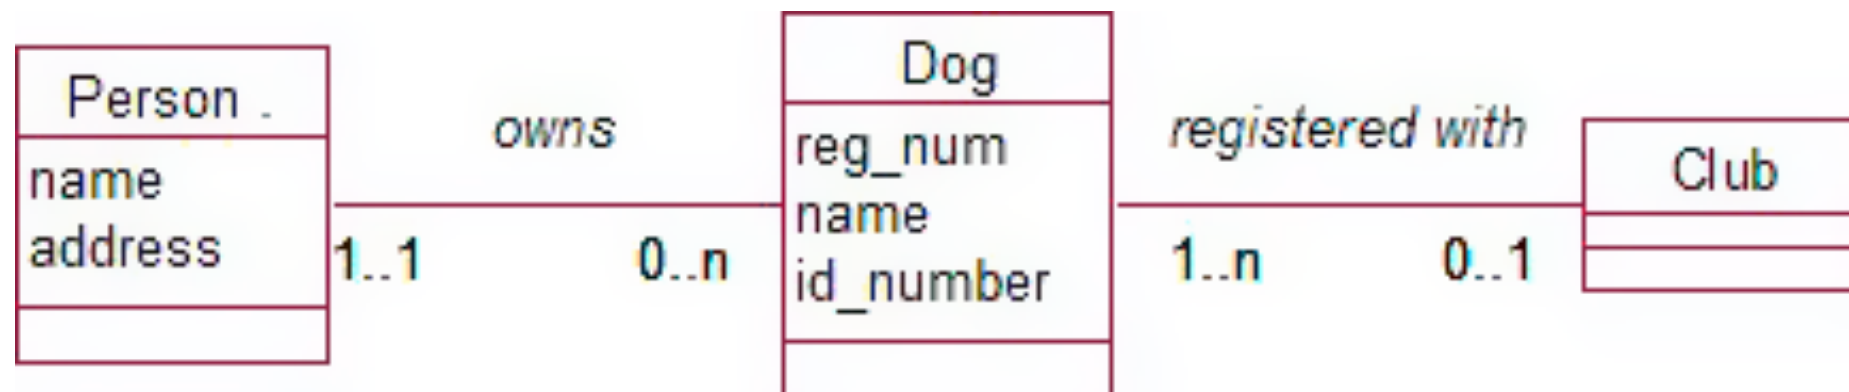 Person .
name
address
owns
1..1
0..n
Dog
reg_num
name
id_number
registered with
1..n
0..1
Club